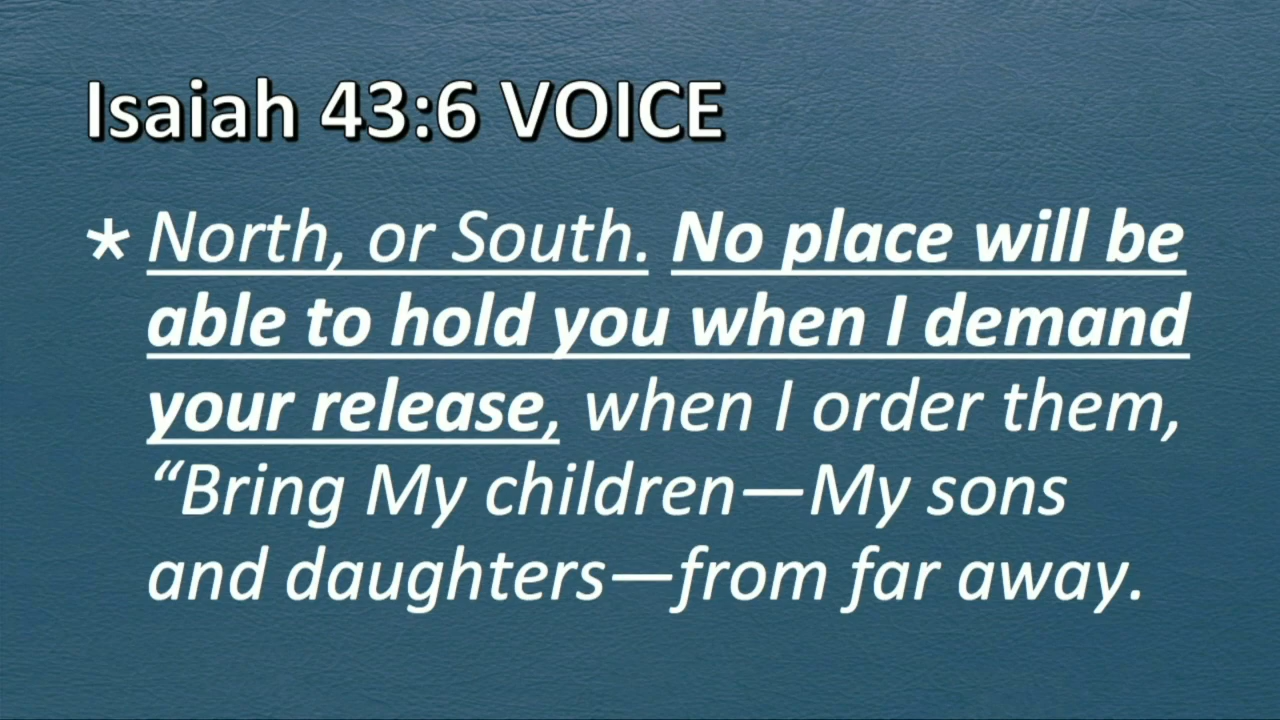 Isaiah 43:6 VOICE
* North, or South. No place will be
able to hold you when I demand
your release, when I order them,
“Bring My children—My sons
and daughters—from far away.